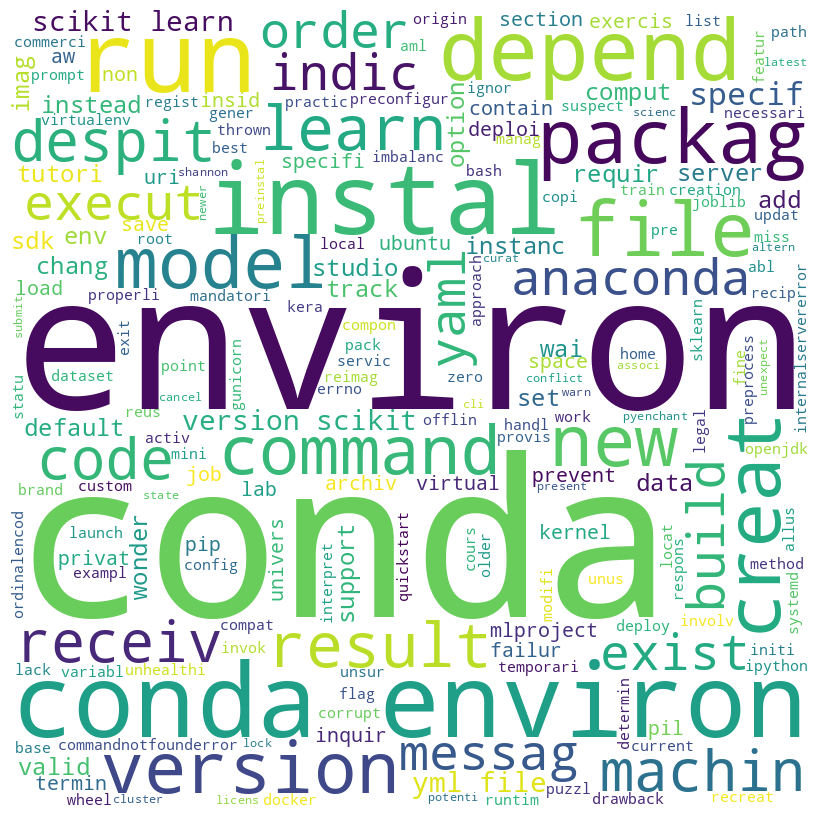 scikit learn
run
order
origin
section
exercis
list
path
commerci
aw
non
aml
depend
featur
latest
imag
prompt
indic
option
comput
specif
instead
regist
insid
practic
preconfigur
contain
suspect
ignor
scienc
necessari
virtualenv
gener
despit
thrown
best
learn
deploi
manag
packag
tutori
uri
shannon
specifi
imbalanc
bash
copi
requir
server
add
execut
newer
preinstal
instal
train
creation
joblib
updat
sdk
env
save
root
local
ubuntu
instanc
file
pre
miss
altern
chang
model
studio
yaml
approach
curat
anaconda
abl
load
properli
mandatori
track
sklearn
recip
submit
exit
kera
environ
compon
pack
servic
wai
space
home
associ
fine
preprocess
unexpect
internalservererror
statu
dataset
point
cancel
gunicorn
reimag
errno
zero
conflict
warn
reus
cli
version scikit
offlin
set
handl
provis
work
pyenchant
legal
default
activ
mini
code
command
new
openjdk
brand
custom
job
lab
archiv
virtual
prevent
present
data
build
creat
state
ordinalencod
launch
privat
exampl
wonder
pip
config
univers
conda
interpret
support
quickstart
cours
older
kernel
modifi
unus
locat
respons
method
systemd
allus
receiv
compat
invok
result
mlproject
failur
temporari
deploy
involv
exist
initi
ipython
lack
variabl
unhealthi
unsur
flag
corrupt
conda environ
determin
pil
base
commandnotfounderror
lock
inquir
messag
current
machin
valid
termin
version
yml file
puzzl
wheel
cluster
licens
docker
potenti
runtim
drawback
recreat